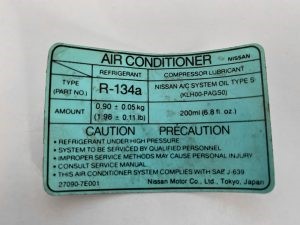 AIR CONDITIONER NISSAN
REFRIGERANT COMPRESSOR LUBRICANT
TYPE (PART NO.) R-134a NISSAN A/C SYSTEM OIL TYPE S (KLH00-PAGS0)
AMOUNT 0.90 ± 0.05 kg (1.98 ± 0.11 lb) 200ml (6.8 fl. oz.)
CAUTION PRÉCAUTION
• REFRIGERANT UNDER HIGH PRESSURE
• SYSTEM TO BE SERVICED BY QUALIFIED PERSONNEL
• IMPROPER SERVICE METHODS MAY CAUSE PERSONAL INJURY
• CONSULT SERVICE MANUAL
• THIS AIR CONDITIONER SYSTEM COMPLIES WITH SAE J-639
27090-7E001 Nissan Motor Co., Ltd., Tokyo, Japan